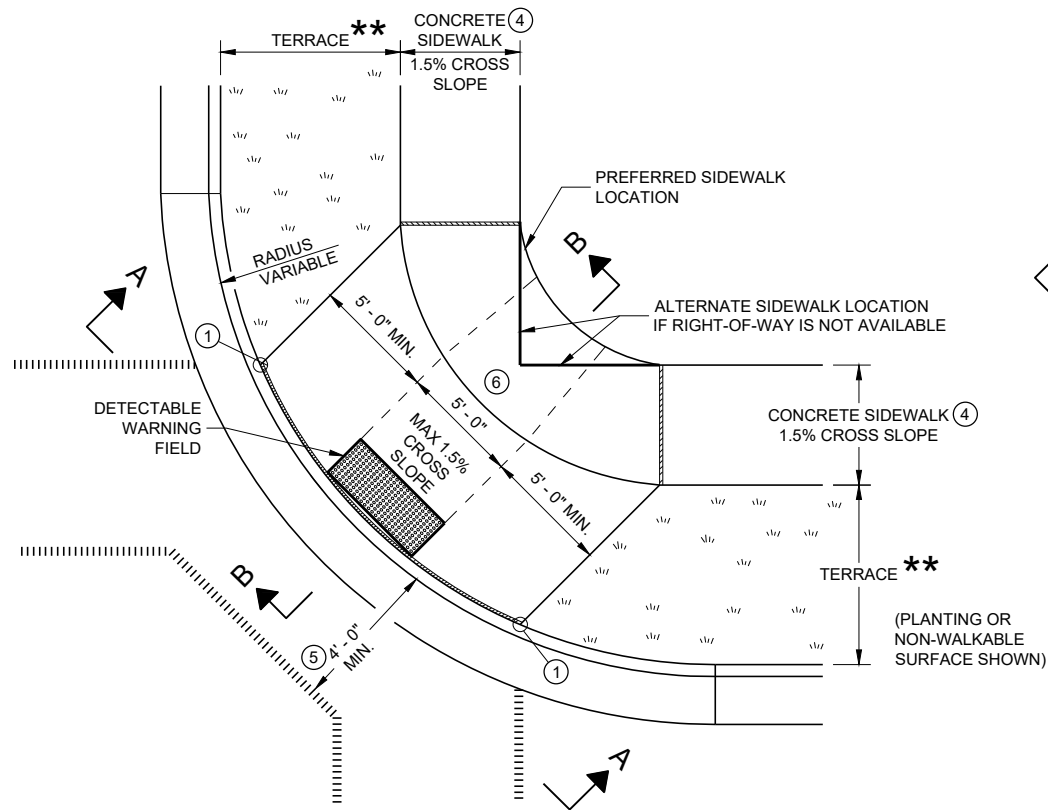 CONCRETE ④
TERRACE **
SIDEWALK
1.5% CROSS
SLOPE
PREFERRED SIDEWALK
LOCATION
B
RADIUS
VARIABLE
A
ALTERNATE SIDEWALK LOCATION
IF RIGHT-OF-WAY IS NOT AVAILABLE
①
5' - 0" MIN.
⑥
DETECTABLE
WARNING
FIELD
5' - 0"
MAX 1.5%
CROSS
SLOPE
CONCRETE SIDEWALK ④
1.5% CROSS SLOPE
5' - 0" MIN.
TERRACE **
B
(PLANTING OR
NON-WALKABLE
SURFACE SHOWN)
⑤ 4' - 0"
MIN.
①
A